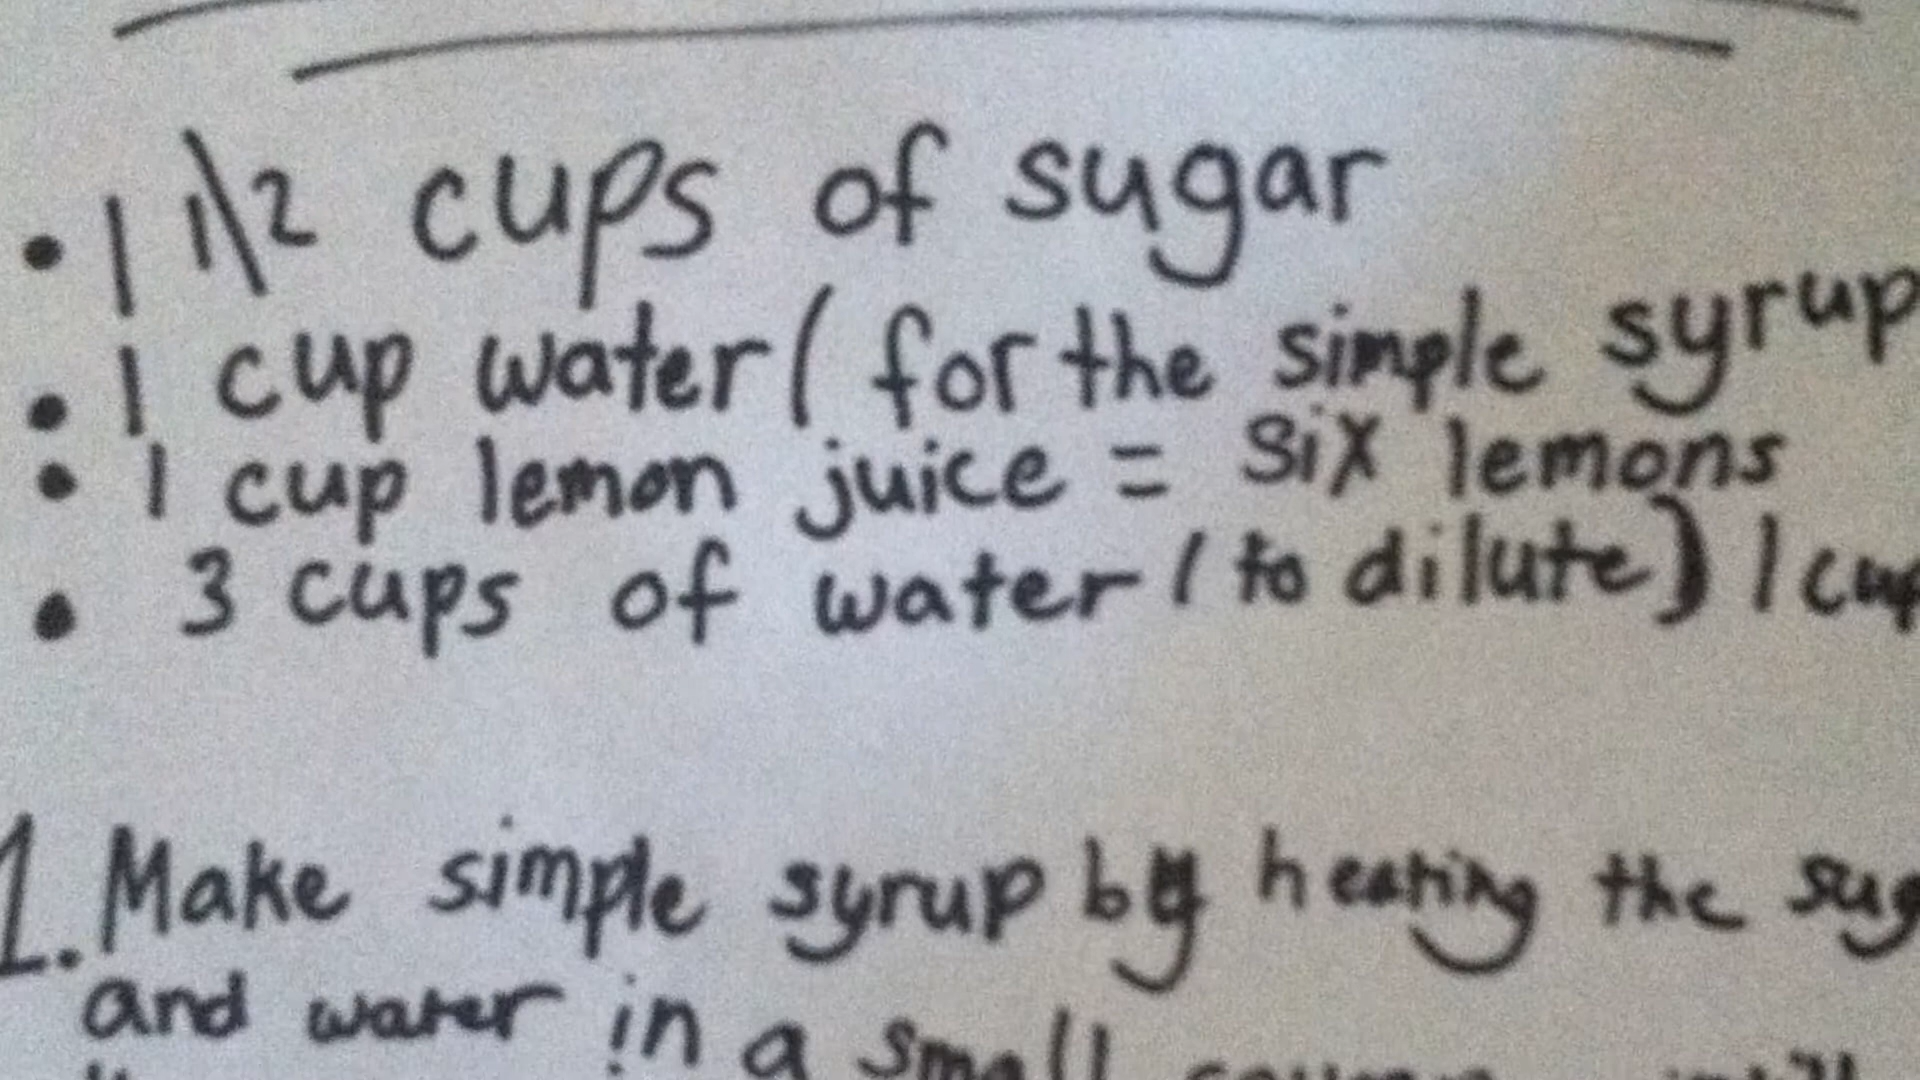 • 1 1\2 cups of sugar
• 1 cup water ( for the simple syrup
• 1 cup lemon juice = six lemons
• 3 cups of water ( to dilute) 1 cup
1. Make simple syrup by heating the sug
and water in a small